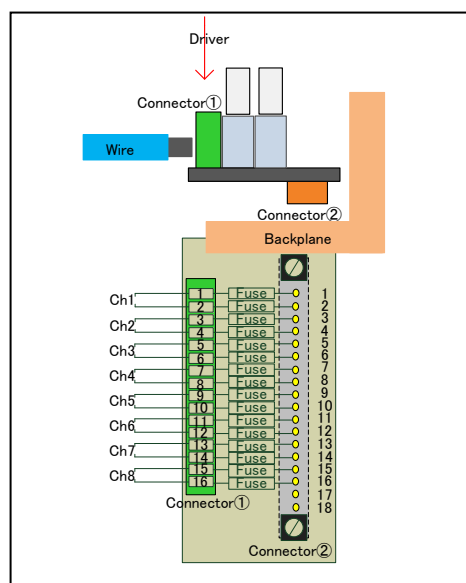 Driver
Connector①
Wire
Connector②
Backplane
Ch1 1 Fuse 1
2 Fuse 2
Ch2 3 Fuse 3
4 Fuse 4
Ch3 5 Fuse 5
6 Fuse 6
Ch4 7 Fuse 7
8 Fuse 8
Ch5 9 Fuse 9
10 Fuse 10
Ch6 11 Fuse 11
12 Fuse 12
Ch7 13 Fuse 13
14 Fuse 14
Ch8 15 Fuse 15
16 Fuse 16
17
18
Connector①
Connector②